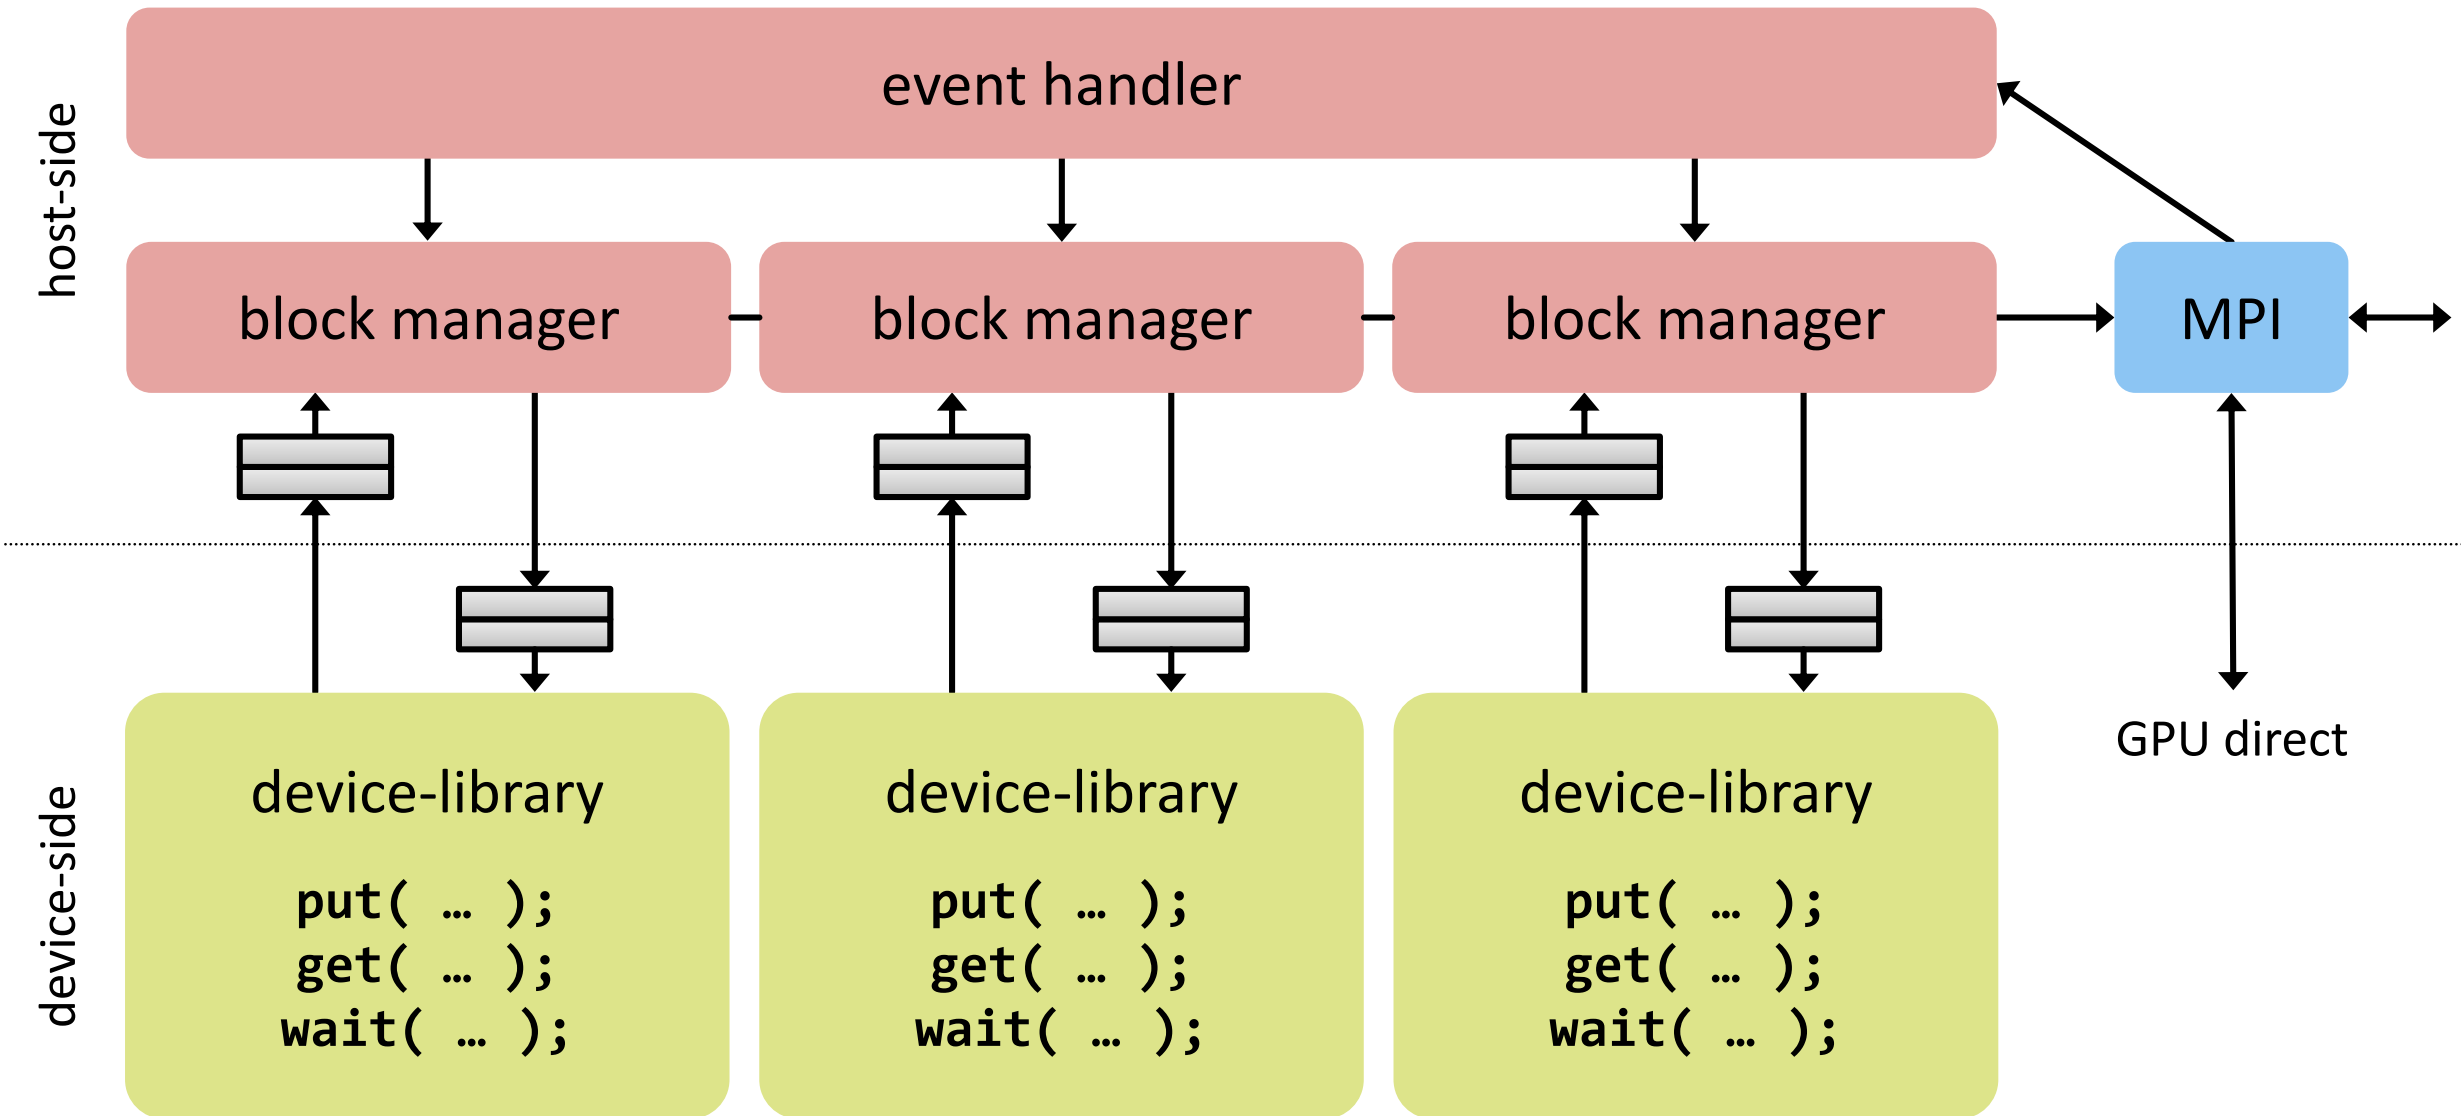 host-side
event handler
block manager
block manager
block manager
MPI
GPU direct
device-side
device-library
put( … );
get( … );
wait( … );
device-library
put( … );
get( … );
wait( … );
device-library
put( … );
get( … );
wait( … );